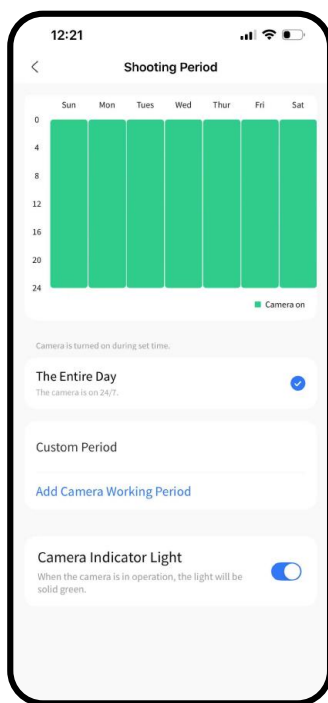 12:21
Shooting Period
Sun Mon Tues Wed Thur Fri Sat
0
4
8
12
16
20
24
Camera on
Camera is turned on during set time.
The Entire Day
The camera is on 24/7.
Custom Period
Add Camera Working Period
Camera Indicator Light
When the camera is in operation, the light will be
solid green.